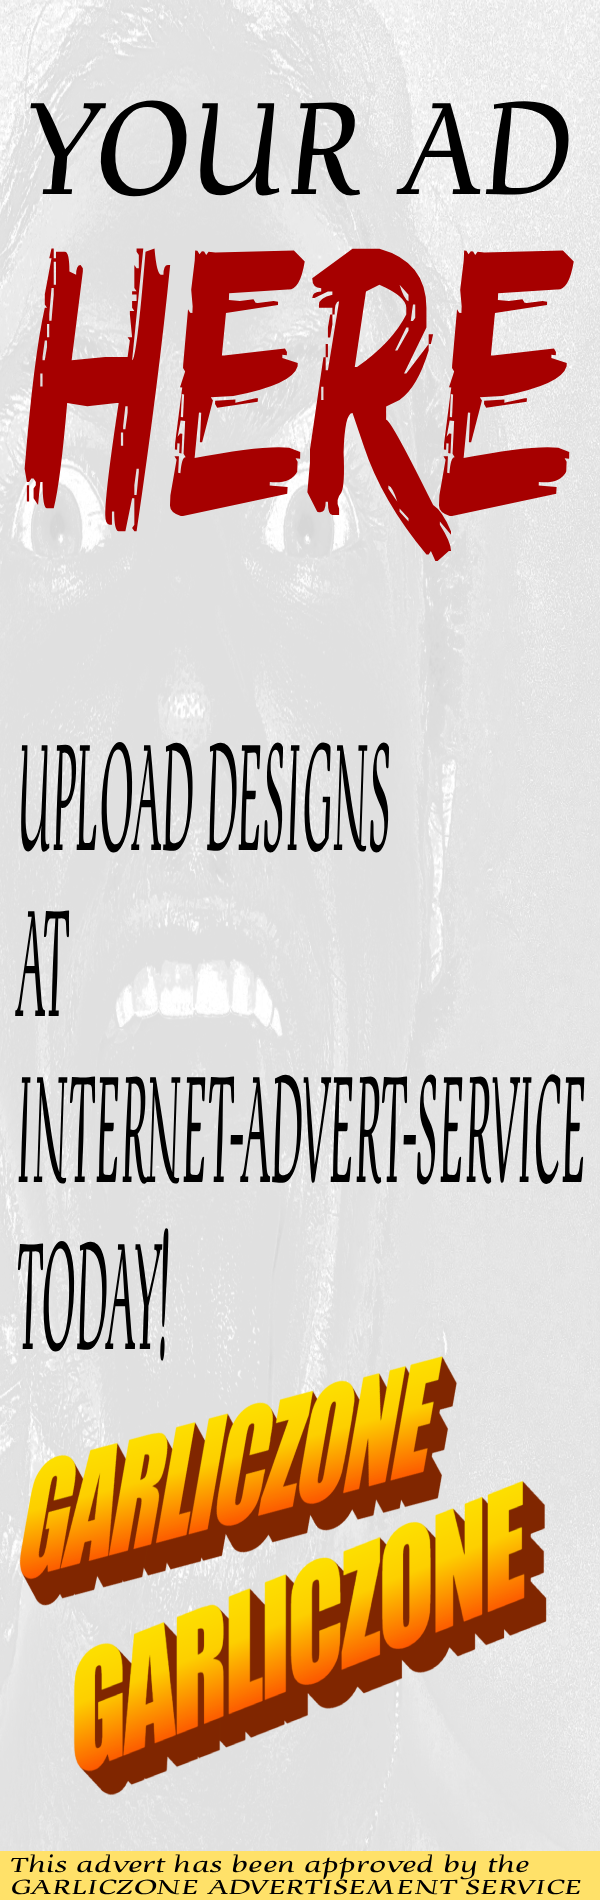 YOUR AD
HERE
UPLOAD DESIGNS
AT
INTERNET-ADVERT-SERVICE
TODAY!
GARLICZONE
GARLICZONE
This advert has been approved by the
GARLICZONE ADVERTISEMENT SERVICE